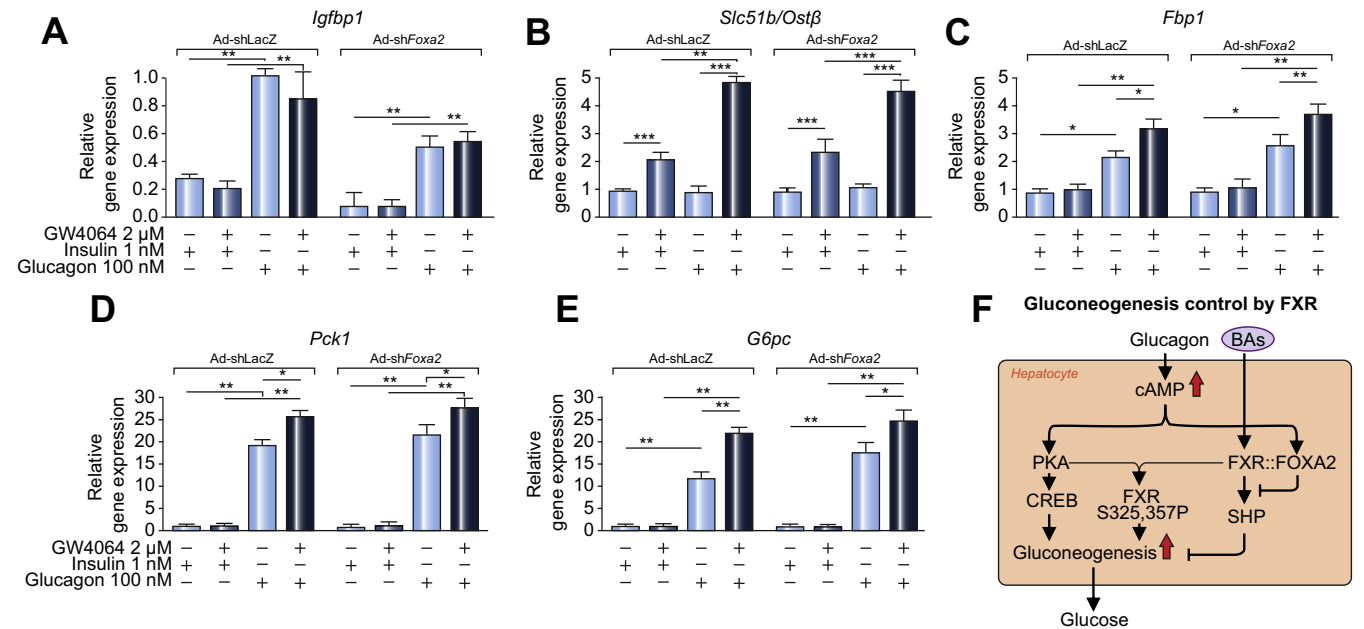 A
Igfbp1
Ad-shLacZ
Ad-shFoxa2
**
**
**
**
Relative
gene expression
1.0
0.8
0.6
0.4
0.2
0.0
GW4064 2 µM – + – + – + – +
Insulin 1 nM + + – – + + – –
Glucagon 100 nM – – + + – – + +
B
Slc51b/Ostβ
Ad-shLacZ
Ad-shFoxa2
**
***
***
***
***
***
Relative
gene expression
5
4
3
2
1
0
– + – + – + – +
+ + – – + + – –
– – + + – – + +
C
Fbp1
Ad-shLacZ
Ad-shFoxa2
**
*
*
**
**
*
Relative
gene expression
5
4
3
2
1
0
– + – + – + – +
+ + – – + + – –
– – + + – – + +
D
Pck1
Ad-shLacZ
Ad-shFoxa2
*
**
**
*
**
**
Relative
gene expression
30
25
20
15
10
5
0
GW4064 2 µM – + – + – + – +
Insulin 1 nM + + – – + + – –
Glucagon 100 nM – – + + – – + +
E
G6pc
Ad-shLacZ
Ad-shFoxa2
**
**
**
**
*
**
Relative
gene expression
30
25
20
15
10
5
0
– + – + – + – +
+ + – – + + – –
– – + + – – + +
F
Gluconeogenesis control by FXR
Glucagon BAs
Hepatocyte
cAMP
PKA FXR::FOXA2
CREB FXR
S325,357P SHP
Gluconeogenesis
Glucose